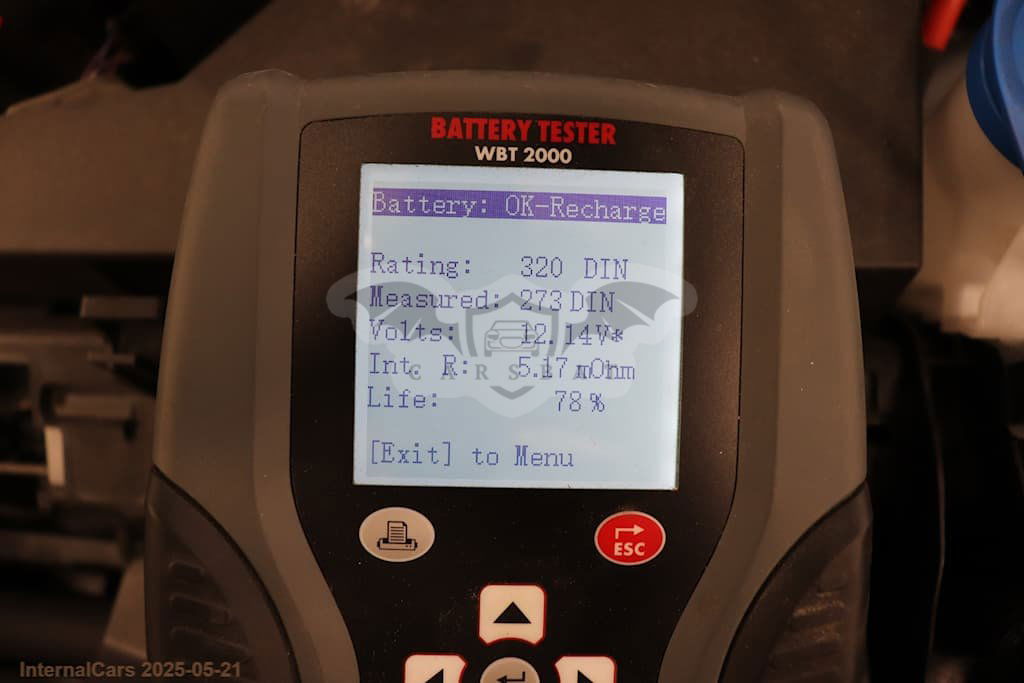 BATTERY TESTER
WBT 2000
Battery: OK-Recharge
Rating: 320 DIN
Measured: 273 DIN
Volts: 12.14V*
Int. R: 5.17 mOhm
Life: 78 %
[Exit] to Menu
ESC
InternalCars 2025-05-21